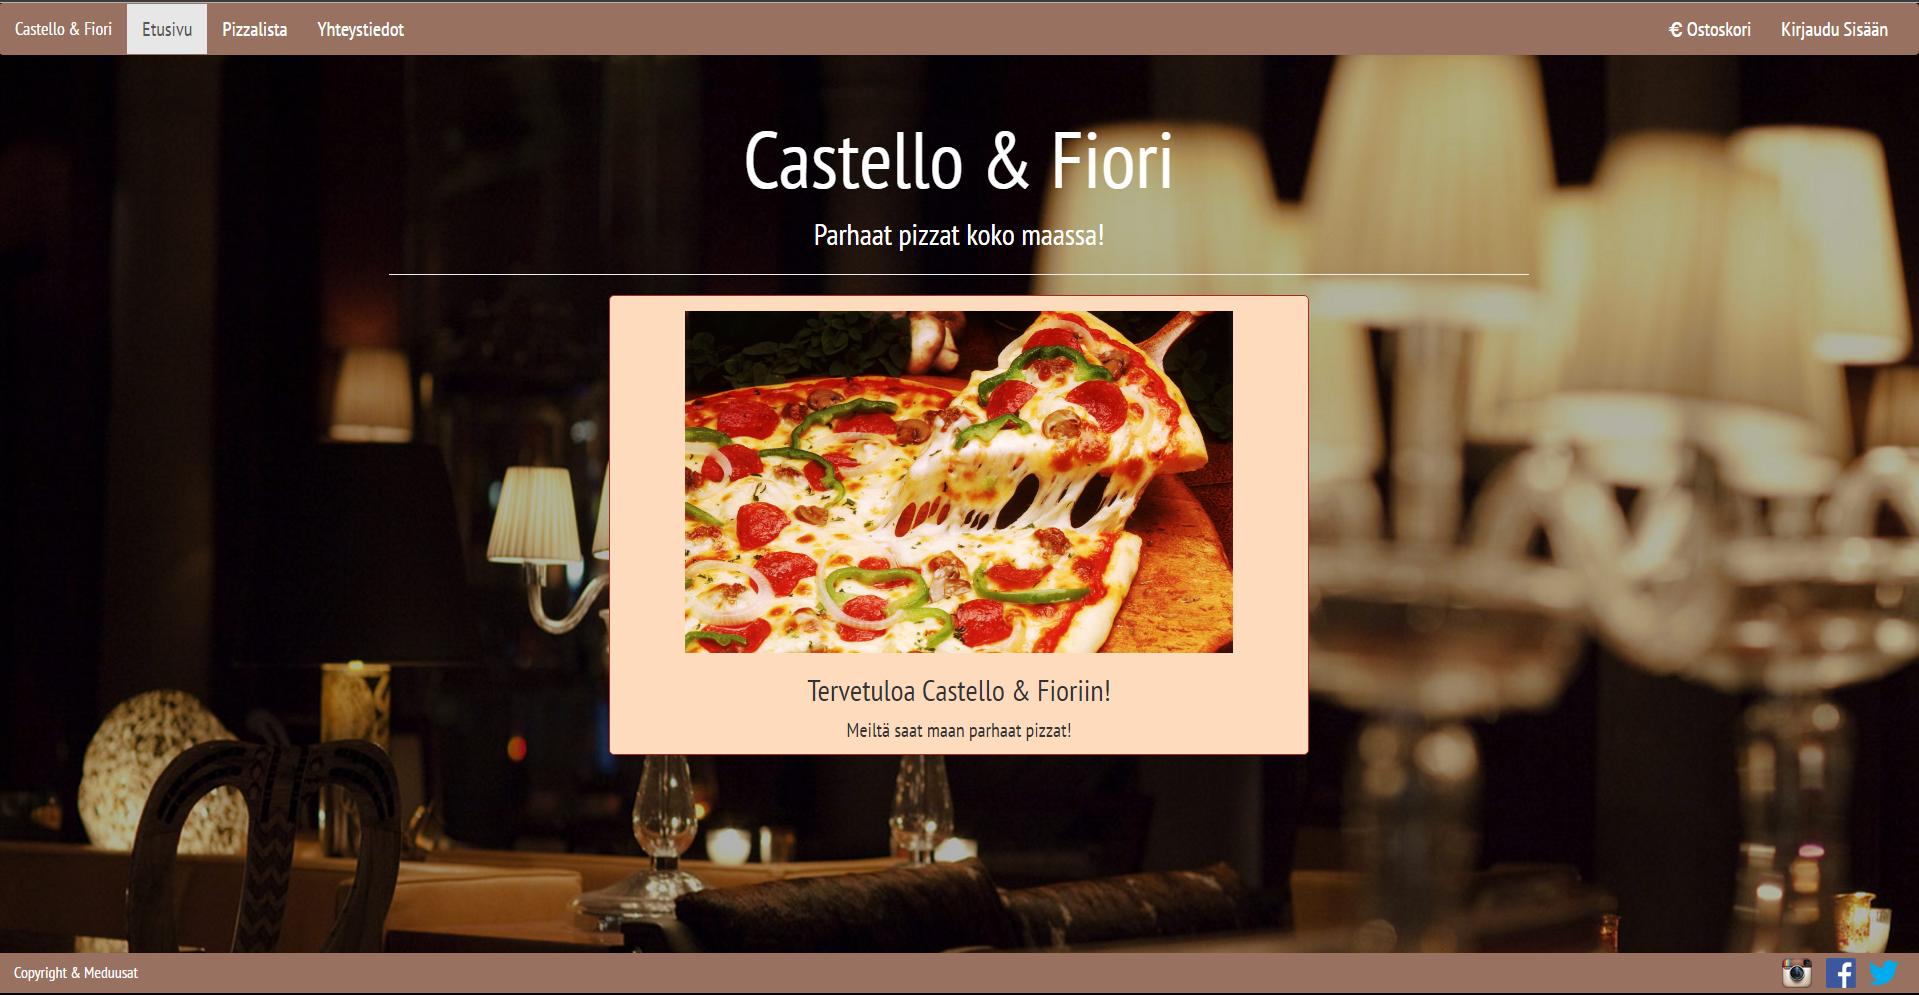 Castello & Fiori
Etusivu
Pizzalista
Yhteystiedot
€ Ostoskori
Kirjaudu Sisään
Castello & Fiori
Parhaat pizzat koko maassa!
Tervetuloa Castello & Fioriin!
Meiltä saat maan parhaat pizzat!
Copyright & Meduusat